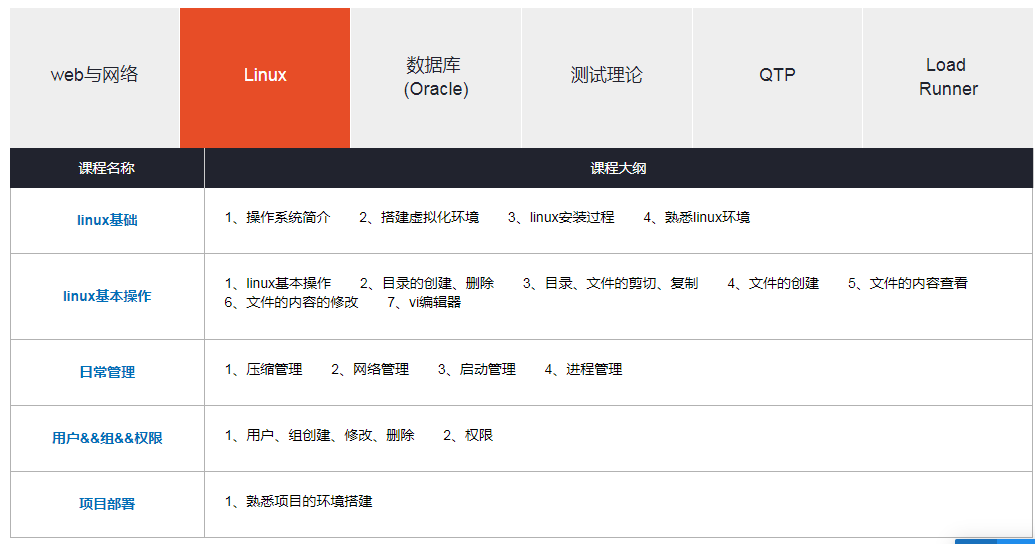 web与网络
Linux
数据库
(Oracle)
测试理论
QTP
Load
Runner
课程名称
课程大纲
linux基础
1、操作系统简介 2、搭建虚拟化环境 3、linux安装过程 4、熟悉linux环境
linux基本操作
1、linux基本操作 2、目录的创建、删除 3、目录、文件的剪切、复制 4、文件的创建 5、文件的内容查看
6、文件的内容的修改 7、vi编辑器
日常管理
1、压缩管理 2、网络管理 3、启动管理 4、进程管理
用户&&组&&权限
1、用户、组创建、修改、删除 2、权限
项目部署
1、熟悉项目的环境搭建